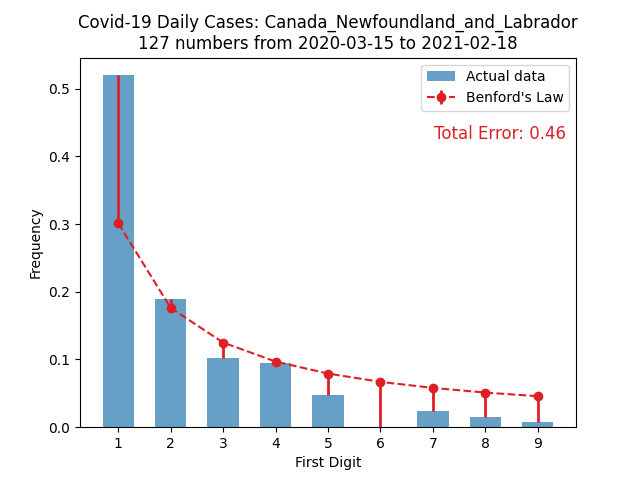 Covid-19 Daily Cases: Canada_Newfoundland_and_Labrador
127 numbers from 2020-03-15 to 2021-02-18
Actual data
Benford's Law
Total Error: 0.46
Frequency
0.5
0.4
0.3
0.2
0.1
0.0
1 2 3 4 5 6 7 8 9
First Digit